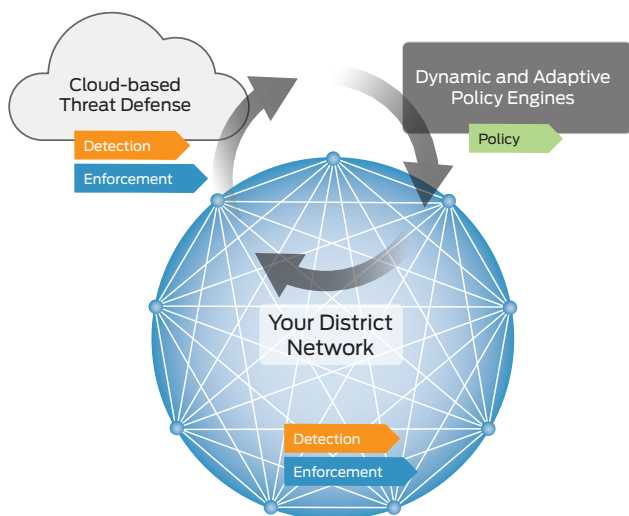 Cloud-based
Threat Defense
Detection
Enforcement
Dynamic and Adaptive
Policy Engines
Policy
Your District
Network
Detection
Enforcement